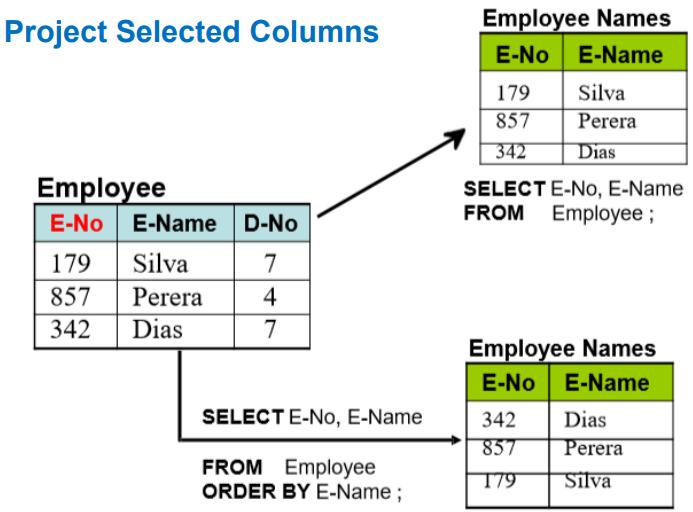 Project Selected Columns
Employee Names
E-No E-Name
179 Silva
857 Perera
342 Dias
SELECT E-No, E-Name
FROM Employee ;
Employee
E-No E-Name D-No
179 Silva 7
857 Perera 4
342 Dias 7
SELECT E-No, E-Name
FROM Employee
ORDER BY E-Name ;
Employee Names
E-No E-Name
342 Dias
857 Perera
179 Silva